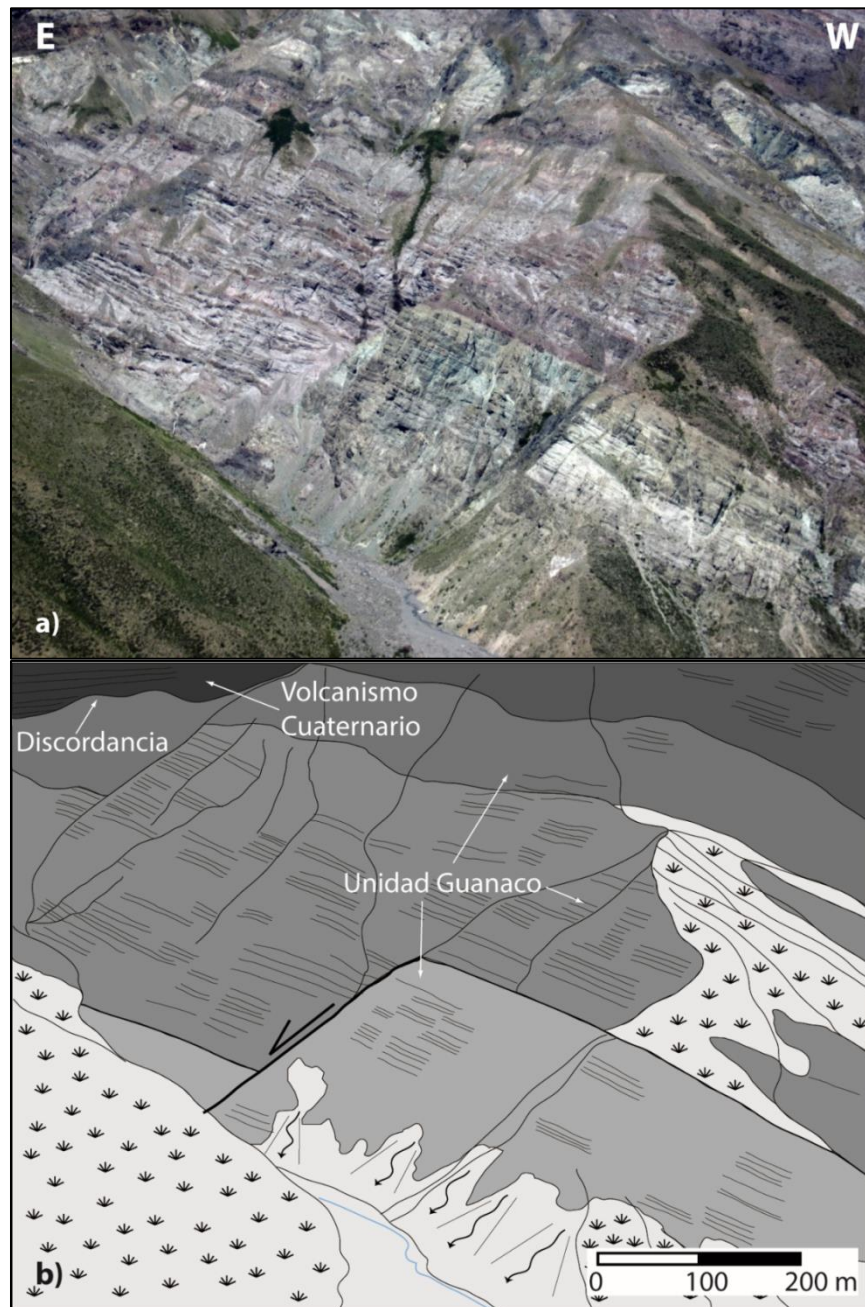 E
W
a)
Volcanismo
Cuaternario
Discordancia
Unidad Guanaco
b)
0
100
200 m